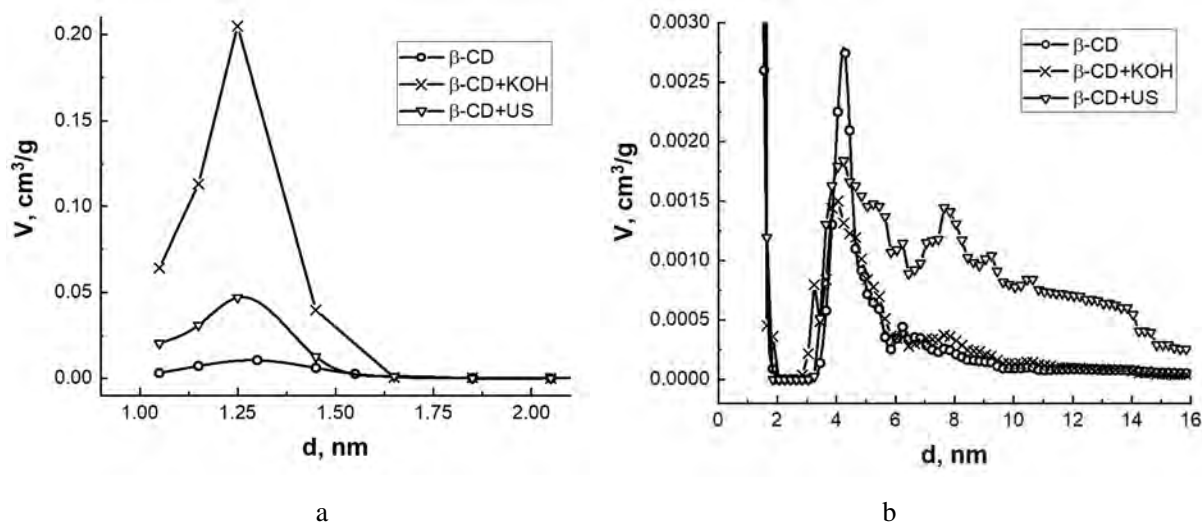 0.20
0.15
0.10
0.05
0.00
V, cm³/g
β-CD
β-CD+KOH
β-CD+US
1.00 1.25 1.50 1.75 2.00
d, nm
a
0.0030
0.0025
0.0020
0.0015
0.0010
0.0005
0.0000
V, cm³/g
β-CD
β-CD+KOH
β-CD+US
0 2 4 6 8 10 12 14 16
d, nm
b